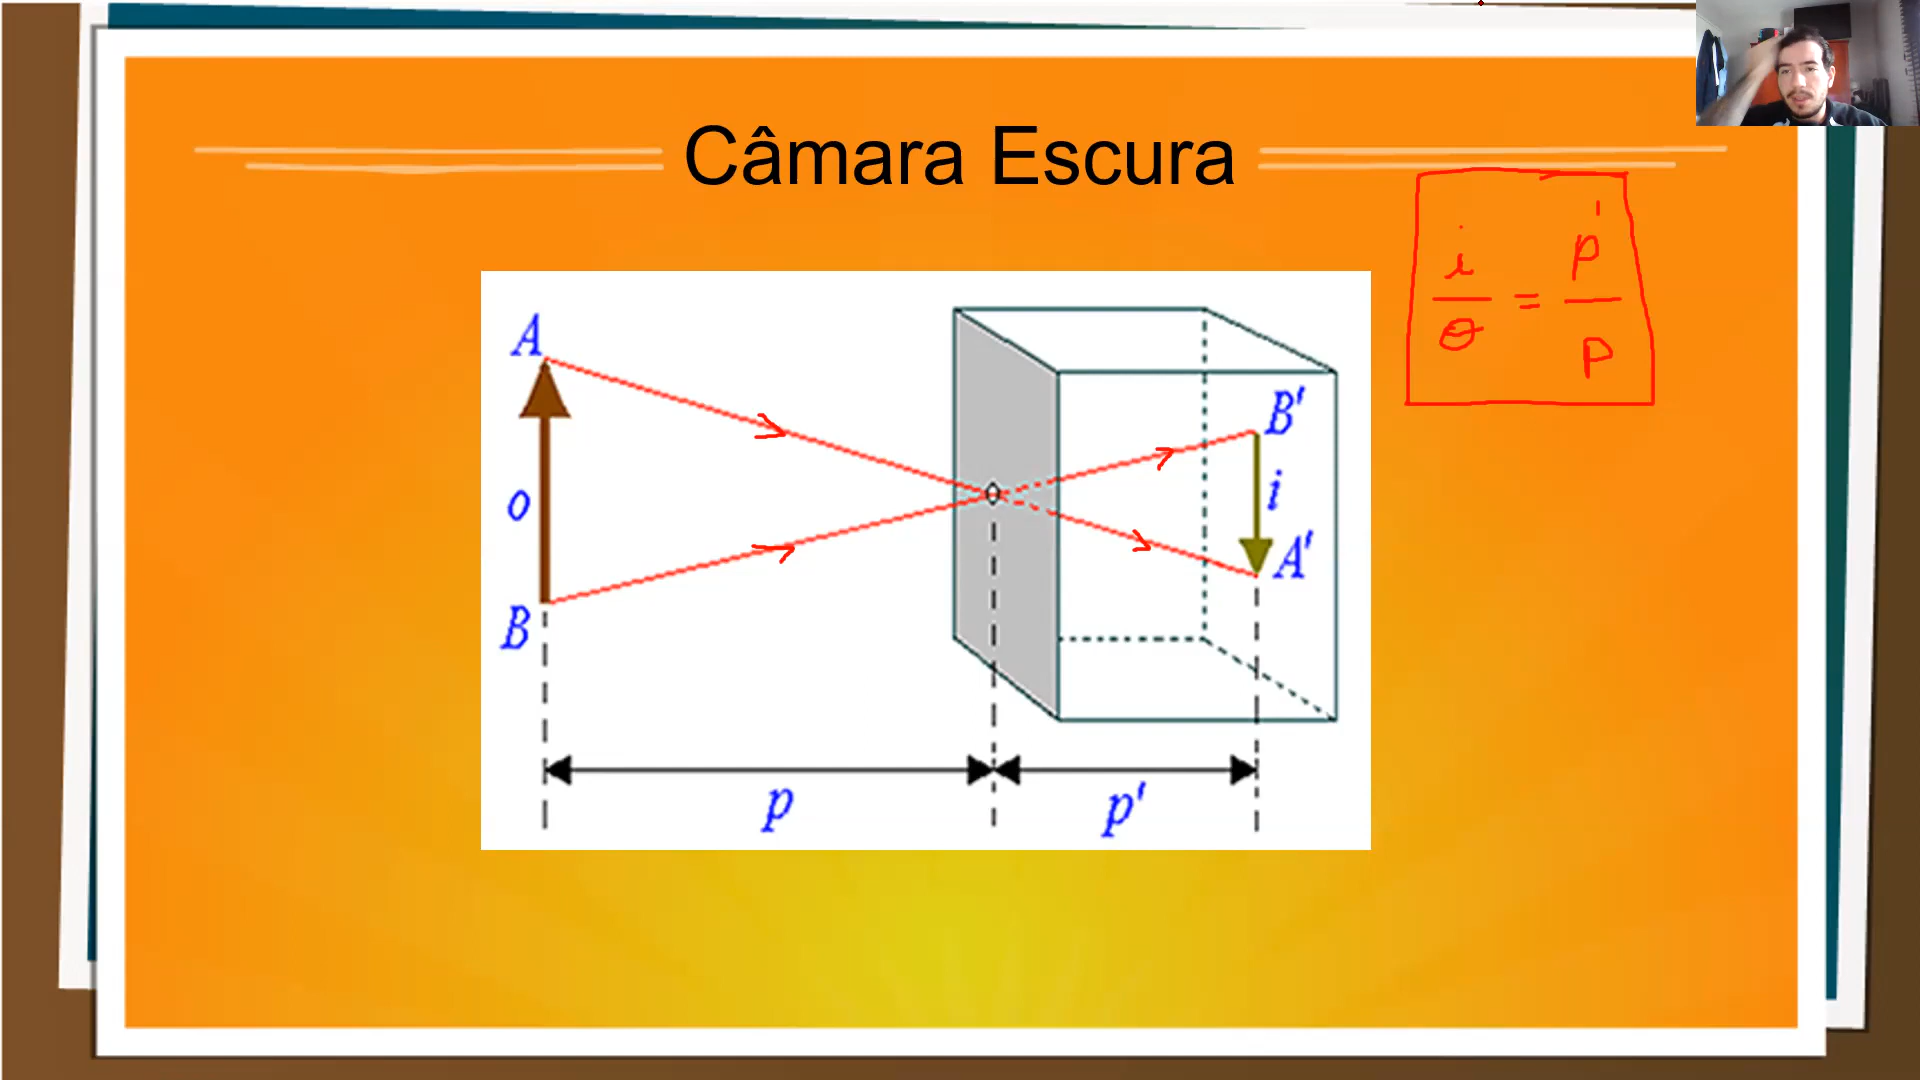 Câmara Escura
i/o = p'/p
A
B'
o
i
A'
B
p
p'